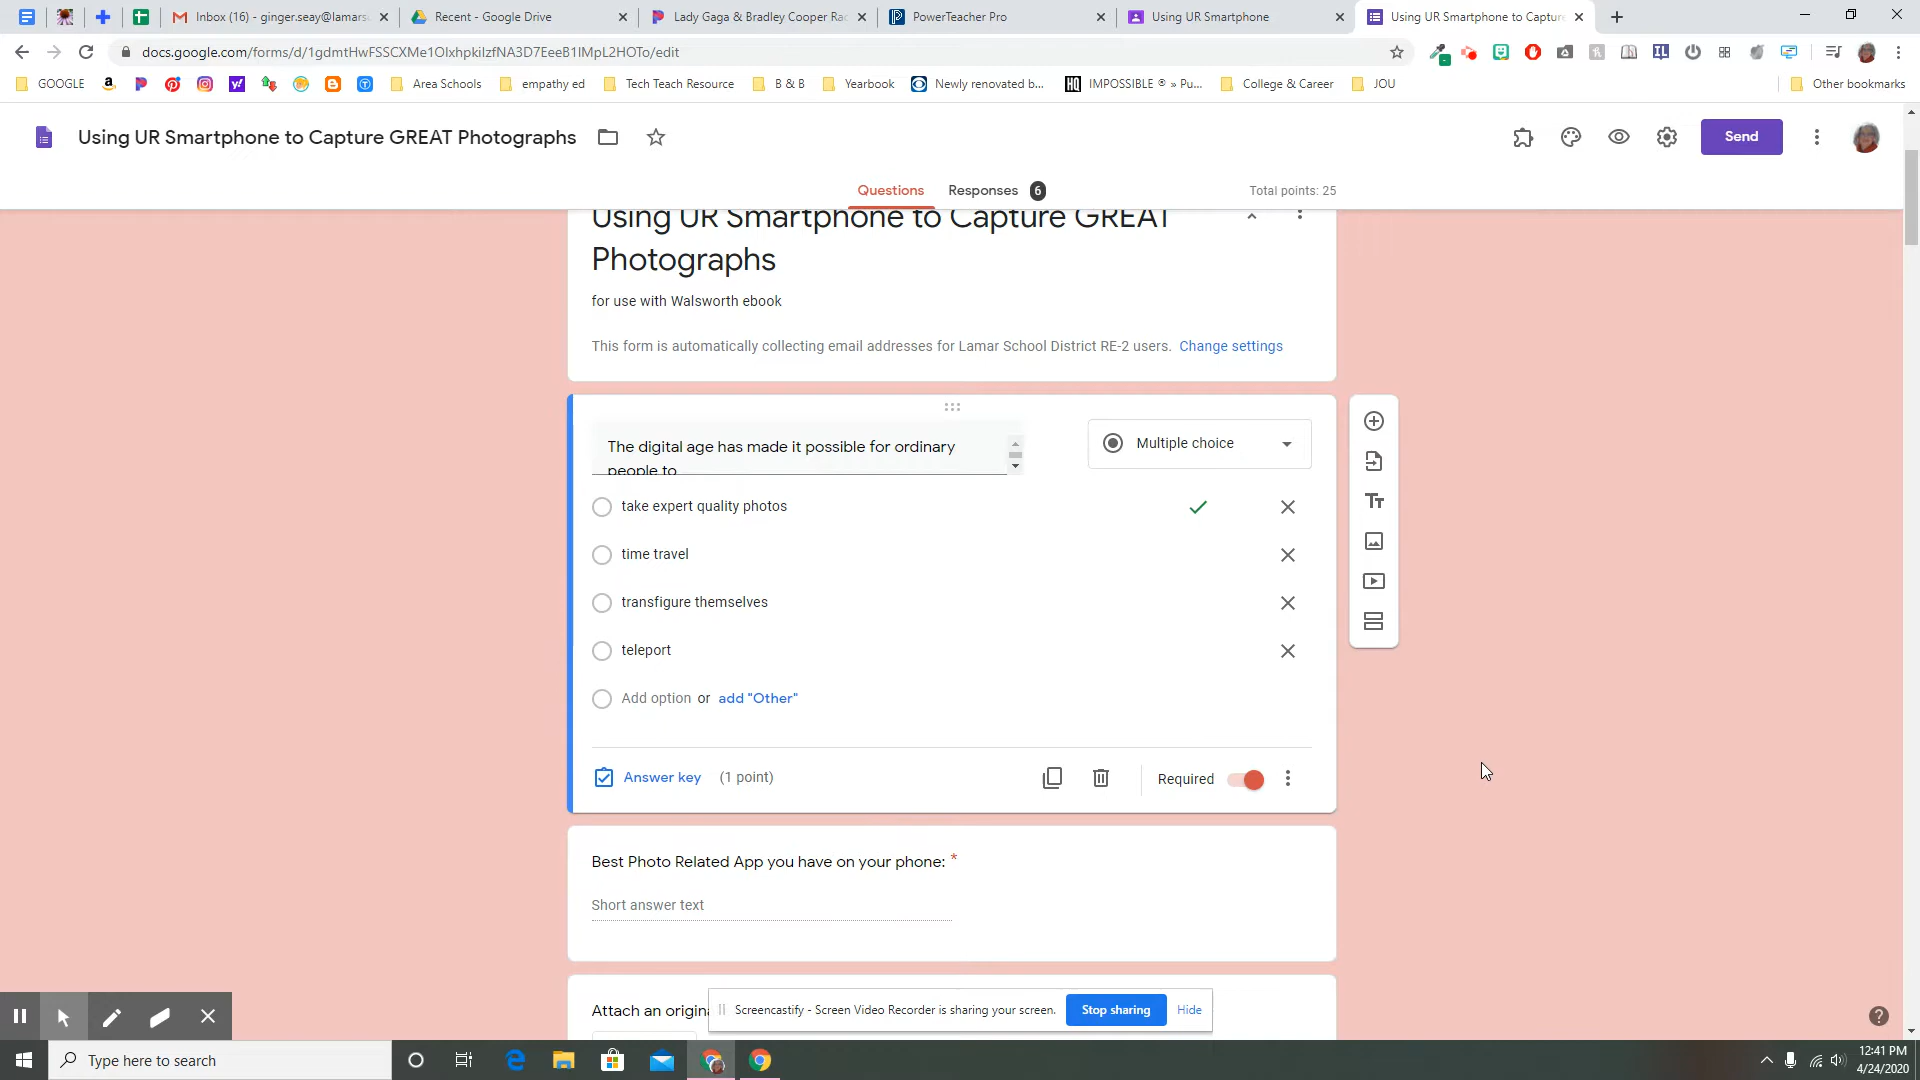 Inbox (16) - ginger.seay@lamars
Recent - Google Drive
Lady Gaga & Bradley Cooper Rad
PowerTeacher Pro
Using UR Smartphone
Using UR Smartphone to Capture
docs.google.com/forms/d/1gdmtHwFSSCXMe1OlxhpkiIzfNA3D7EeeB1IMpL2HOTo/edit
GOOGLE
Area Schools
empathy ed
Tech Teach Resource
B & B
Yearbook
Newly renovated b...
HQ
IMPOSSIBLE ® » Pu...
College & Career
JOU
Other bookmarks
Using UR Smartphone to Capture GREAT Photographs
Send
Questions
Responses
6
Total points: 25
Using UR Smartphone to Capture GREAT
Photographs
for use with Walsworth ebook
This form is automatically collecting email addresses for Lamar School District RE-2 users. Change settings
The digital age has made it possible for ordinary
people to
Multiple choice
take expert quality photos
time travel
transfigure themselves
teleport
Add option or add "Other"
Answer key (1 point)
Required
Best Photo Related App you have on your phone: *
Short answer text
Attach an origina
Screencastify - Screen Video Recorder is sharing your screen.
Stop sharing
Hide
Type here to search
12:41 PM
4/24/2020